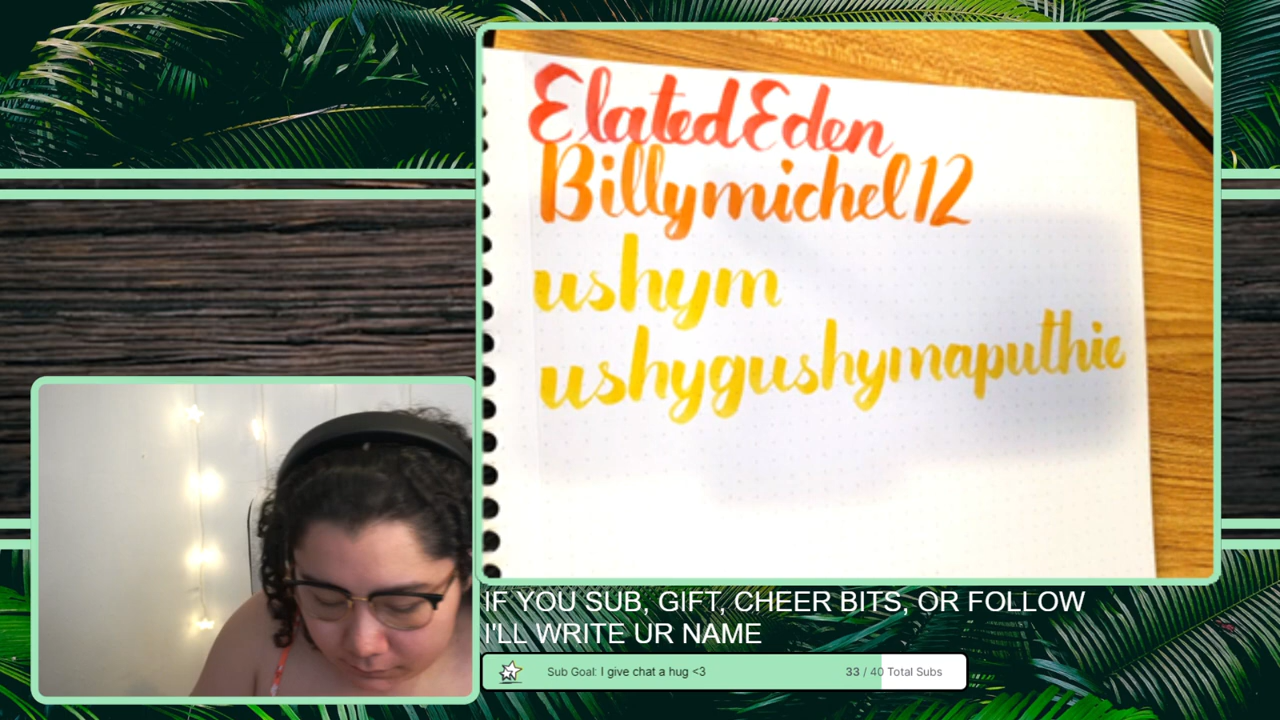 ElatedEden
Billymichel12
ushym
ushygushymaputhie
IF YOU SUB, GIFT, CHEER BITS, OR FOLLOW
I'LL WRITE UR NAME
Sub Goal: I give chat a hug <3 33 / 40 Total Subs